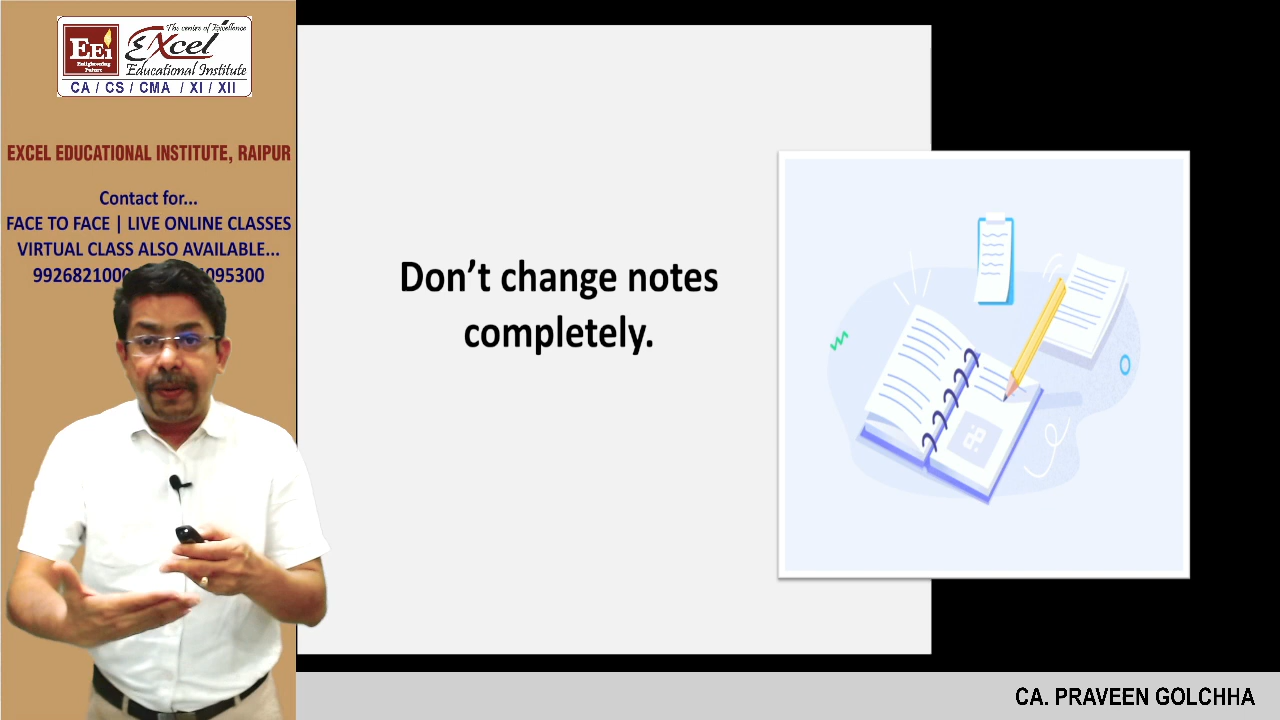 The centre of Excellence
EEi
Enlightening
Future
Excel
Educational Institute
CA / CS / CMA / XI / XII
EXCEL EDUCATIONAL INSTITUTE, RAIPUR
Contact for...
FACE TO FACE | LIVE ONLINE CLASSES
VIRTUAL CLASS ALSO AVAILABLE...
Don’t change notes
completely.
CA. PRAVEEN GOLCHHA